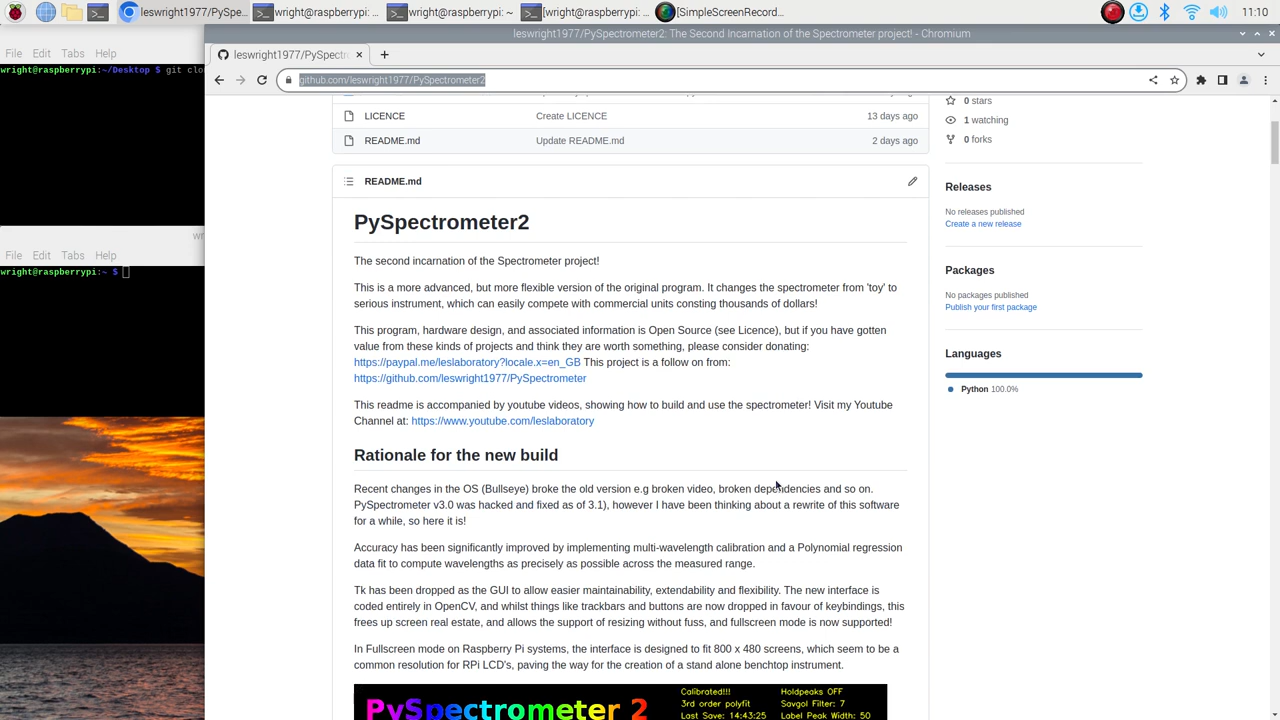 leswright1977/PySpe...
wright@raspberrypi: ...
wright@raspberrypi: ~
[wright@raspberrypi: ...
[SimpleScreenRecord...
11:10
leswright1977/PySpectrometer2: The Second Incarnation of the Spectrometer project! - Chromium
File Edit Tabs Help
leswright1977/PySpectr
wright@raspberrypi:~/Desktop $ git clo
github.com/leswright1977/PySpectrometer2
0 stars
LICENCE Create LICENCE 13 days ago
1 watching
README.md Update README.md 2 days ago
0 forks
README.md
Releases
No releases published
Create a new release
PySpectrometer2
wr
File Edit Tabs Help
wright@raspberrypi:~ $
The second incarnation of the Spectrometer project!
Packages
This is a more advanced, but more flexible version of the original program. It changes the spectrometer from 'toy' to
serious instrument, which can easily compete with commercial units consting thousands of dollars!
No packages published
Publish your first package
This program, hardware design, and associated information is Open Source (see Licence), but if you have gotten
value from these kinds of projects and think they are worth something, please consider donating:
https://paypal.me/leslaboratory?locale.x=en_GB This project is a follow on from:
https://github.com/leswright1977/PySpectrometer
Languages
Python 100.0%
This readme is accompanied by youtube videos, showing how to build and use the spectrometer! Visit my Youtube
Channel at: https://www.youtube.com/leslaboratory
Rationale for the new build
Recent changes in the OS (Bullseye) broke the old version e.g broken video, broken dependencies and so on.
PySpectrometer v3.0 was hacked and fixed as of 3.1), however I have been thinking about a rewrite of this software
for a while, so here it is!
Accuracy has been significantly improved by implementing multi-wavelength calibration and a Polynomial regression
data fit to compute wavelengths as precisely as possible across the measured range.
Tk has been dropped as the GUI to allow easier maintainability, extendability and flexibility. The new interface is
coded entirely in OpenCV, and whilst things like trackbars and buttons are now dropped in favour of keybindings, this
frees up screen real estate, and allows the support of resizing without fuss, and fullscreen mode is now supported!
In Fullscreen mode on Raspberry Pi systems, the interface is designed to fit 800 x 480 screens, which seem to be a
common resolution for RPi LCD's, paving the way for the creation of a stand alone benchtop instrument.
PySpectrometer 2
Calibrated!!! Holdpeaks OFF
3rd order polyfit Savgol Filter: 7
Last Save: 14:43:25 Label Peak Width: 50